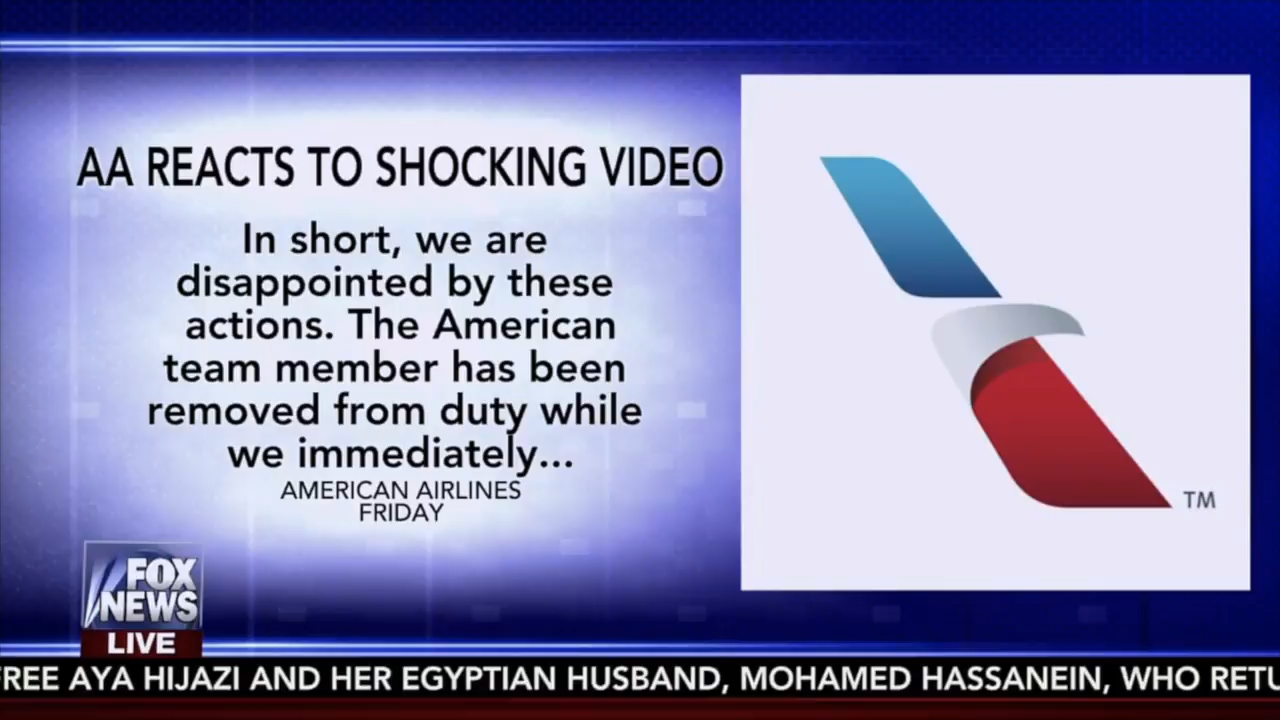 AA REACTS TO SHOCKING VIDEO
In short, we are
disappointed by these
actions. The American
team member has been
removed from duty while
we immediately...
AMERICAN AIRLINES
FRIDAY
TM
FOX
NEWS
LIVE
FREE AYA HIJAZI AND HER EGYPTIAN HUSBAND, MOHAMED HASSANEIN, WHO